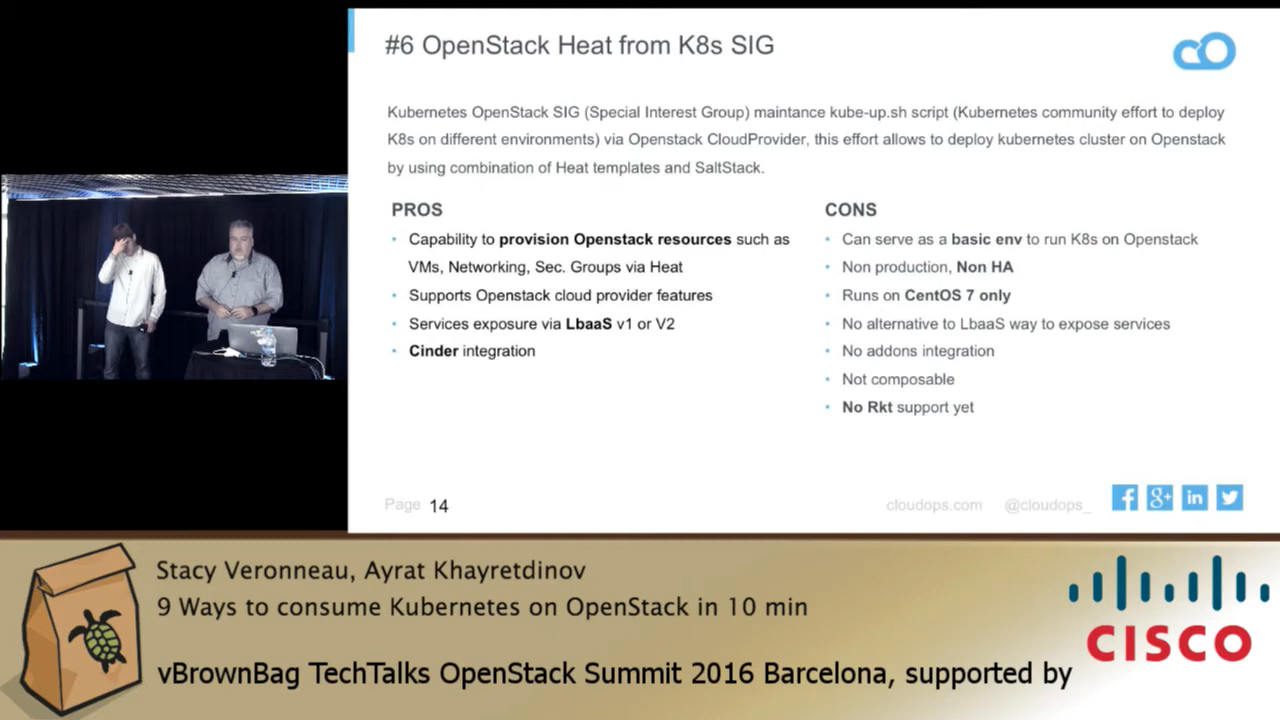 #6 OpenStack Heat from K8s SIG
Kubernetes OpenStack SIG (Special Interest Group) maintance kube-up.sh script (Kubernetes community effort to deploy
K8s on different environments) via Openstack CloudProvider, this effort allows to deploy kubernetes cluster on Openstack
by using combination of Heat templates and SaltStack.
PROS
• Capability to provision Openstack resources such as
VMs, Networking, Sec. Groups via Heat
• Supports Openstack cloud provider features
• Services exposure via LbaaS v1 or V2
• Cinder integration
CONS
• Can serve as a basic env to run K8s on Openstack
• Non production, Non HA
• Runs on CentOS 7 only
• No alternative to LbaaS way to expose services
• No addons integration
• Not composable
• No Rkt support yet
Page 14
cloudops.com @cloudops_
Stacy Veronneau, Ayrat Khayretdinov
9 Ways to consume Kubernetes on OpenStack in 10 min
vBrownBag TechTalks OpenStack Summit 2016 Barcelona, supported by
CISCO